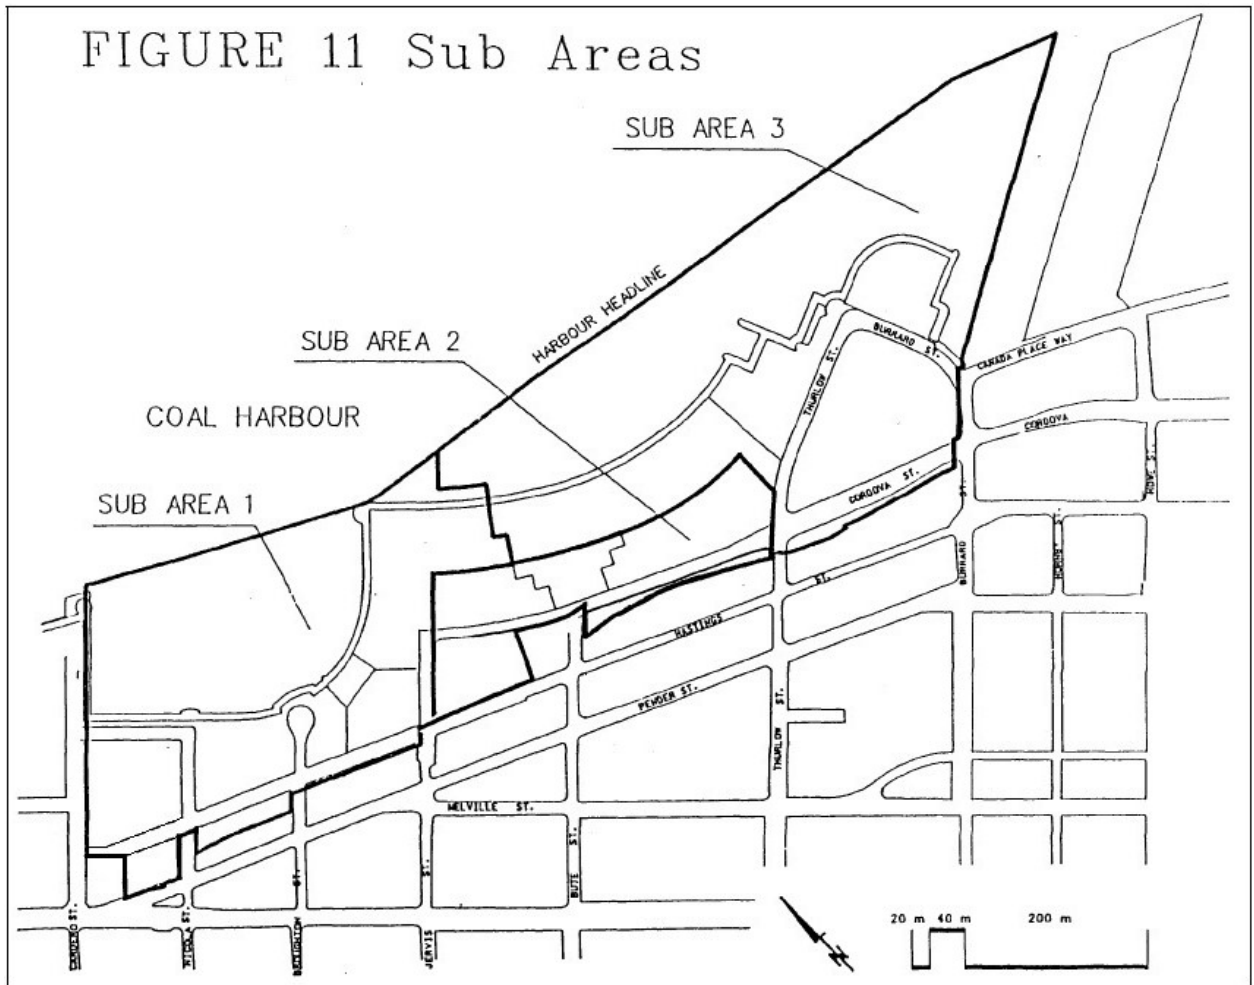 FIGURE 11 Sub Areas
SUB AREA 3
HARBOUR HEADLINE
SUB AREA 2
BURRARD ST.
THURLOW ST.
CANADA PLACE WAY
COAL HARBOUR
CORDOVA
SUB AREA 1
CORDOVA ST.
HOWE ST.
HORNBY ST.
BURRARD ST.
HASTINGS ST.
PENDER ST.
THURLOW ST.
MELVILLE ST.
BUTE ST.
JERVIS ST.
ST.
NICOLA ST.
20 m 40 m 200 m
N